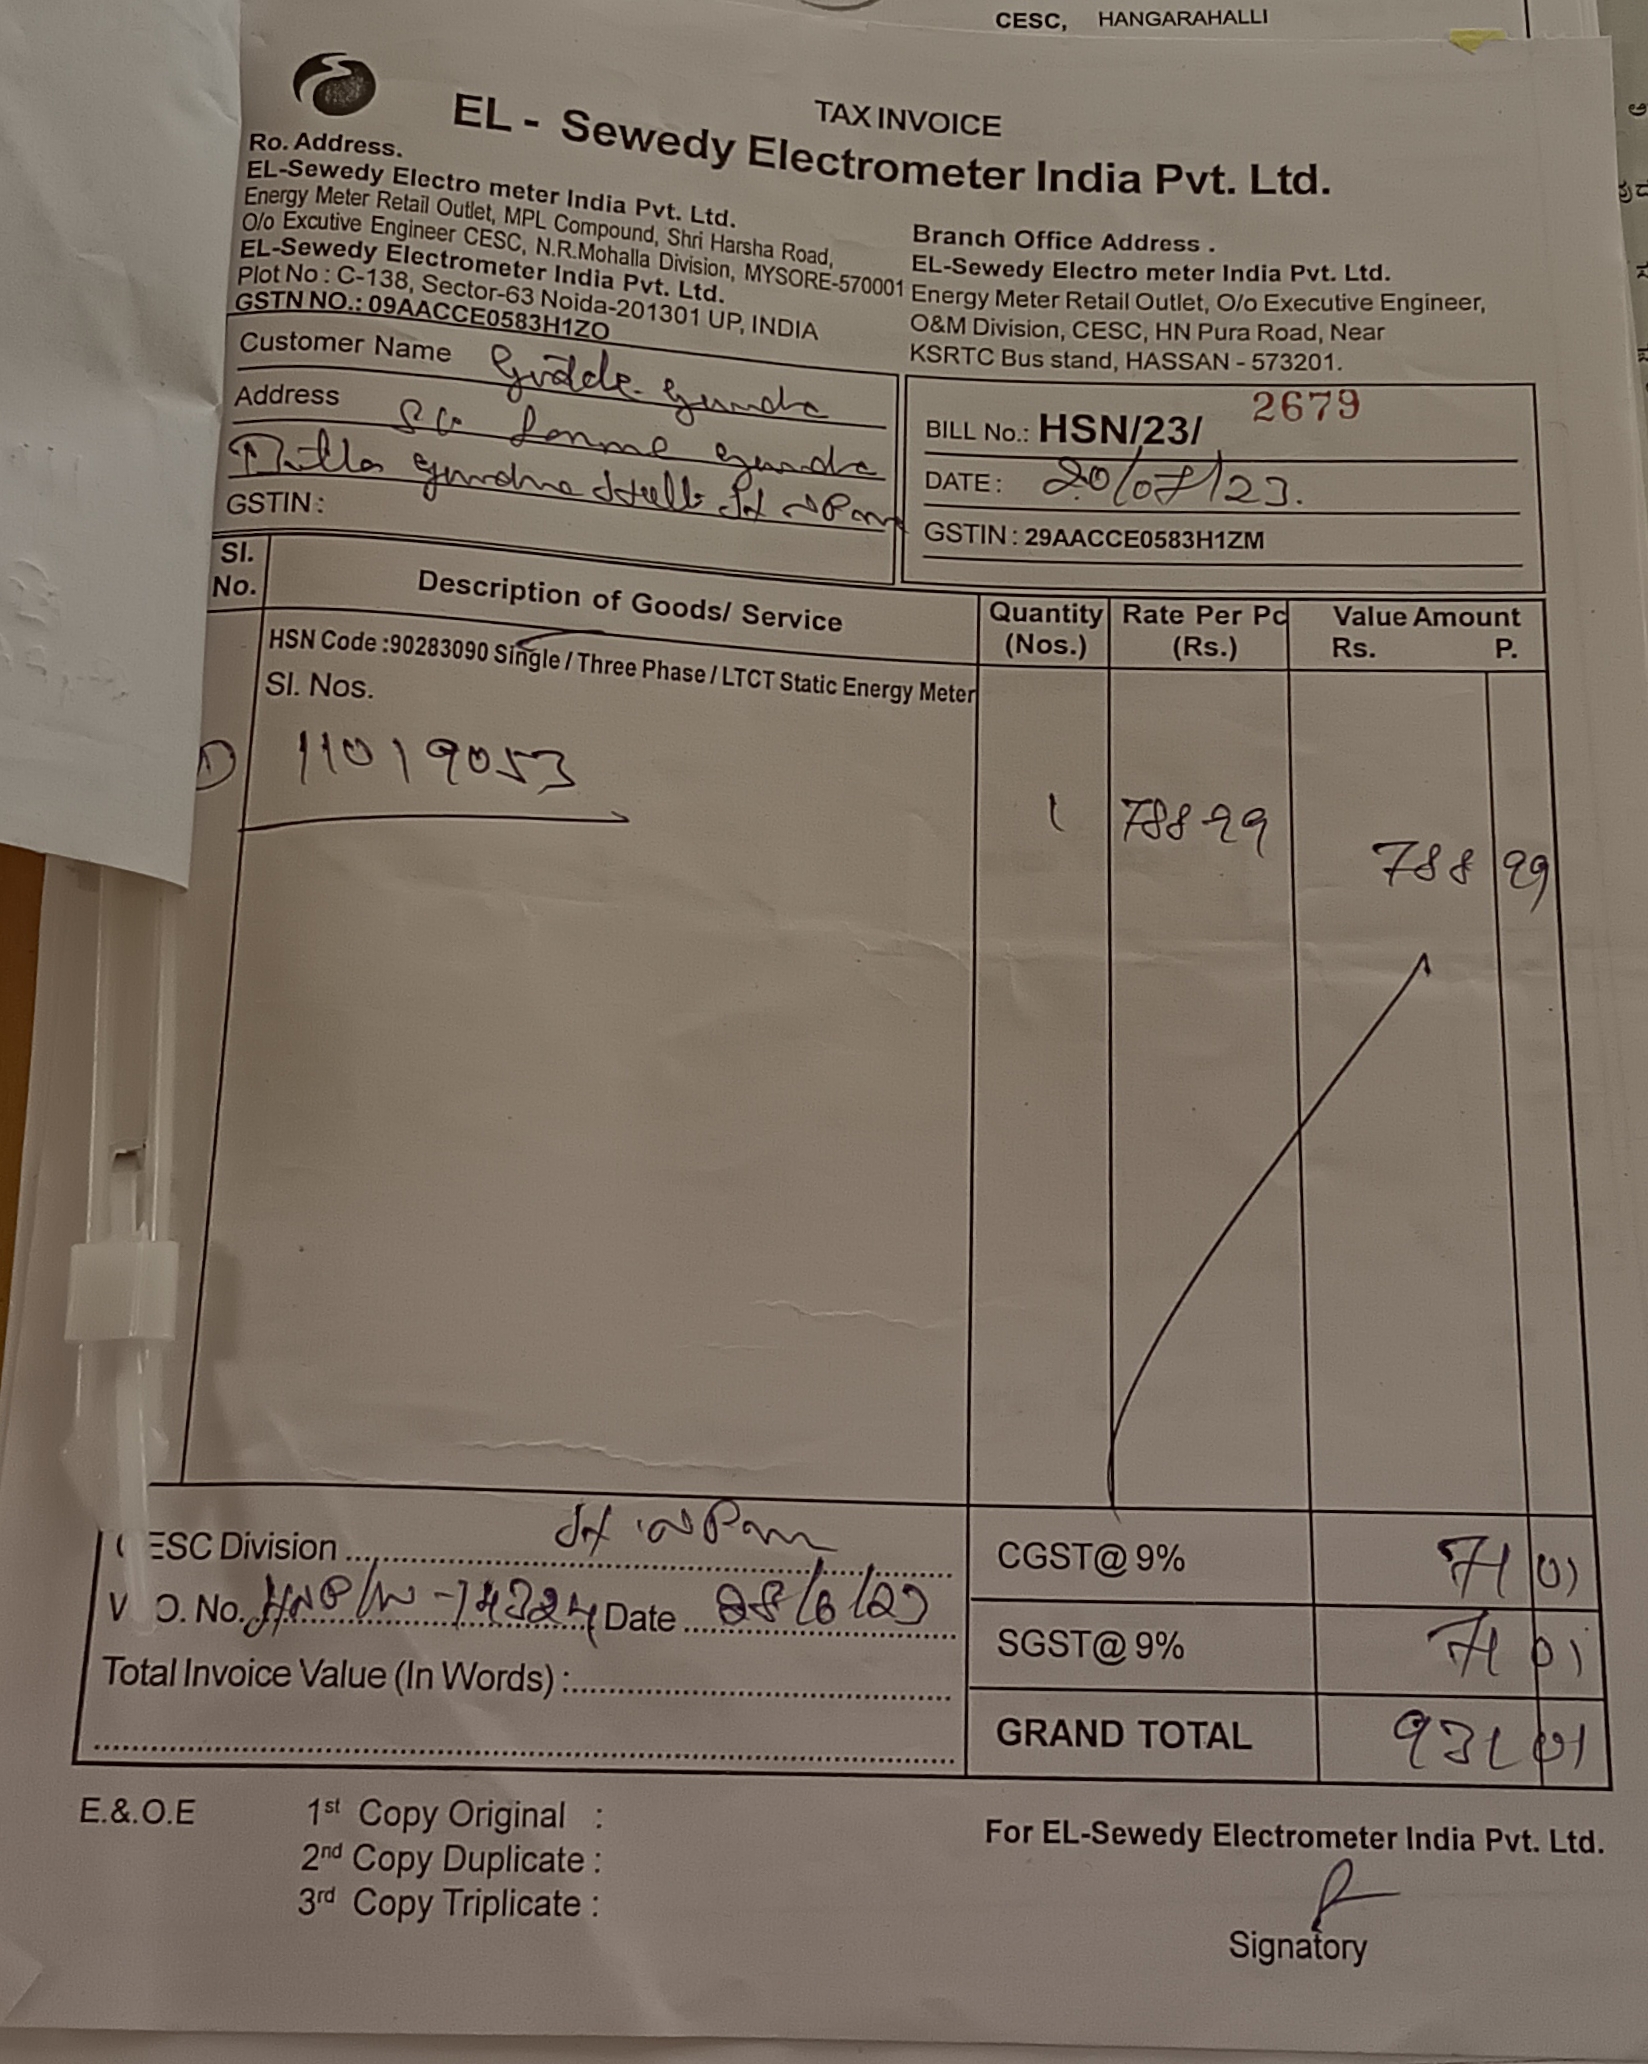 CESC, HANGARAHALLI
TAX INVOICE
EL - Sewedy Electrometer India Pvt. Ltd.
Ro. Address.
EL-Sewedy Electro meter India Pvt. Ltd.
Energy Meter Retail Outlet, MPL Compound, Shri Harsha Road,
O/o Excutive Engineer CESC, N.R.Mohalla Division, MYSORE-570001
EL-Sewedy Electrometer India Pvt. Ltd.
Plot No : C-138, Sector-63 Noida-201301 UP, INDIA
GSTN NO.: 09AACCE0583H1ZO
Branch Office Address .
EL-Sewedy Electro meter India Pvt. Ltd.
Energy Meter Retail Outlet, O/o Executive Engineer,
O&M Division, CESC, HN Pura Road, Near
KSRTC Bus stand, HASSAN - 573201.
Customer Name
Address
GSTIN :
BILL No.: HSN/23/ 2679
DATE : 20/07/23.
GSTIN : 29AACCE0583H1ZM
Sl. No. Description of Goods/ Service Quantity (Nos.) Rate Per Pc (Rs.) Value Amount Rs. P.
HSN Code :90283090 Single / Three Phase / LTCT Static Energy Meter
Sl. Nos.
1) 11019053 1 788-99 788 99
CESC Division
O. No. Date 28/6/23
Total Invoice Value (In Words) :
CGST@ 9% 71 01
SGST@ 9% 71 01
GRAND TOTAL 931 01
E.&.O.E
1st Copy Original :
2nd Copy Duplicate :
3rd Copy Triplicate :
For EL-Sewedy Electrometer India Pvt. Ltd.
Signatory